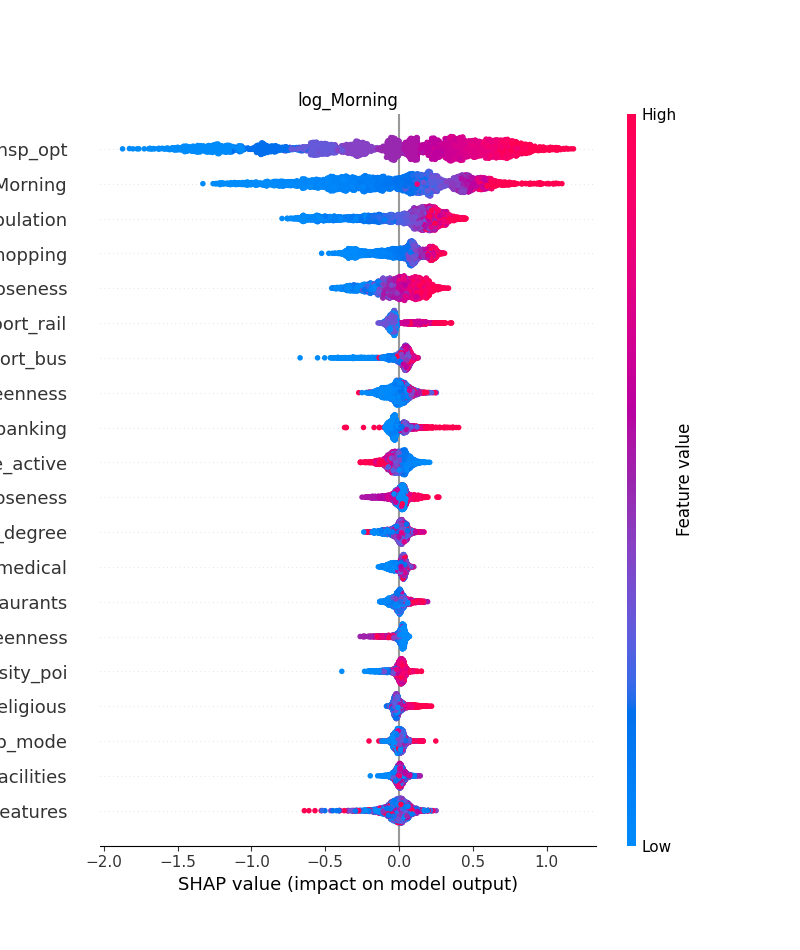 log_Morning
High
nsp_opt
Morning
pulation
hopping
oseness
port_rail
ort_bus
eenness
banking
e_active
oseness
_degree
medical
aurants
eenness
sity_poi
eligious
p_mode
acilities
eatures
Feature value
Low
−2.0 −1.5 −1.0 −0.5 0.0 0.5 1.0
SHAP value (impact on model output)